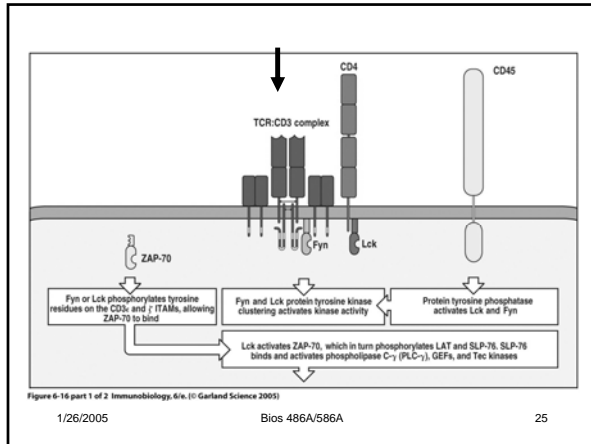 CD4
CD45
TCR:CD3 complex
Fyn
Lck
ZAP-70
Fyn or Lck phosphorylates tyrosine
residues on the CD3ε and ζ ITAMs, allowing
ZAP-70 to bind
Fyn and Lck protein tyrosine kinase
clustering activates kinase activity
Protein tyrosine phosphatase
activates Lck and Fyn
Lck activates ZAP-70, which in turn phosphorylates LAT and SLP-76. SLP-76
binds and activates phospholipase C-γ (PLC-γ), GEFs, and Tec kinases
Figure 6-16 part 1 of 2 Immunobiology, 6/e. (© Garland Science 2005)
1/26/2005
Bios 486A/586A
25